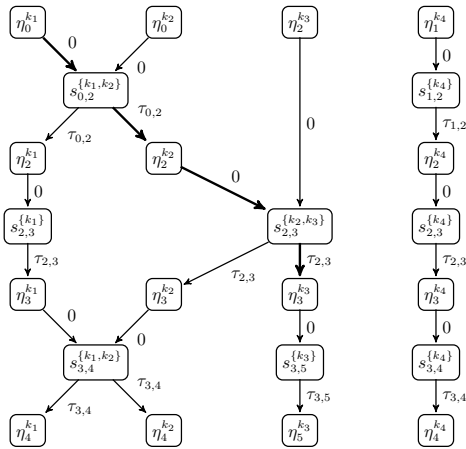 η_0^{k_1} η_0^{k_2} η_2^{k_3} η_1^{k_4}
0 0 0
s_{0,2}^{\{k_1,k_2\}} s_{1,2}^{\{k_4\}}
τ_{0,2} τ_{0,2} 0 τ_{1,2}
η_2^{k_1} η_2^{k_2} η_2^{k_4}
0 0 0
s_{2,3}^{\{k_1\}} s_{2,3}^{\{k_2,k_3\}} s_{2,3}^{\{k_4\}}
τ_{2,3} τ_{2,3} τ_{2,3} τ_{2,3}
η_3^{k_1} η_3^{k_2} η_3^{k_3} η_3^{k_4}
0 0 0 0
s_{3,4}^{\{k_1,k_2\}} s_{3,5}^{\{k_3\}} s_{3,4}^{\{k_4\}}
τ_{3,4} τ_{3,4} τ_{3,5} τ_{3,4}
η_4^{k_1} η_4^{k_2} η_5^{k_3} η_4^{k_4}